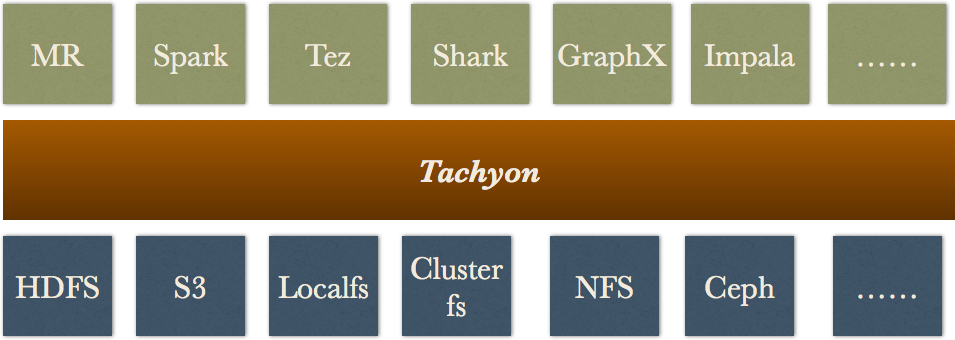 MR
Spark
Tez
Shark
GraphX
Impala
......
Tachyon
HDFS
S3
Localfs
Cluster
fs
NFS
Ceph
......